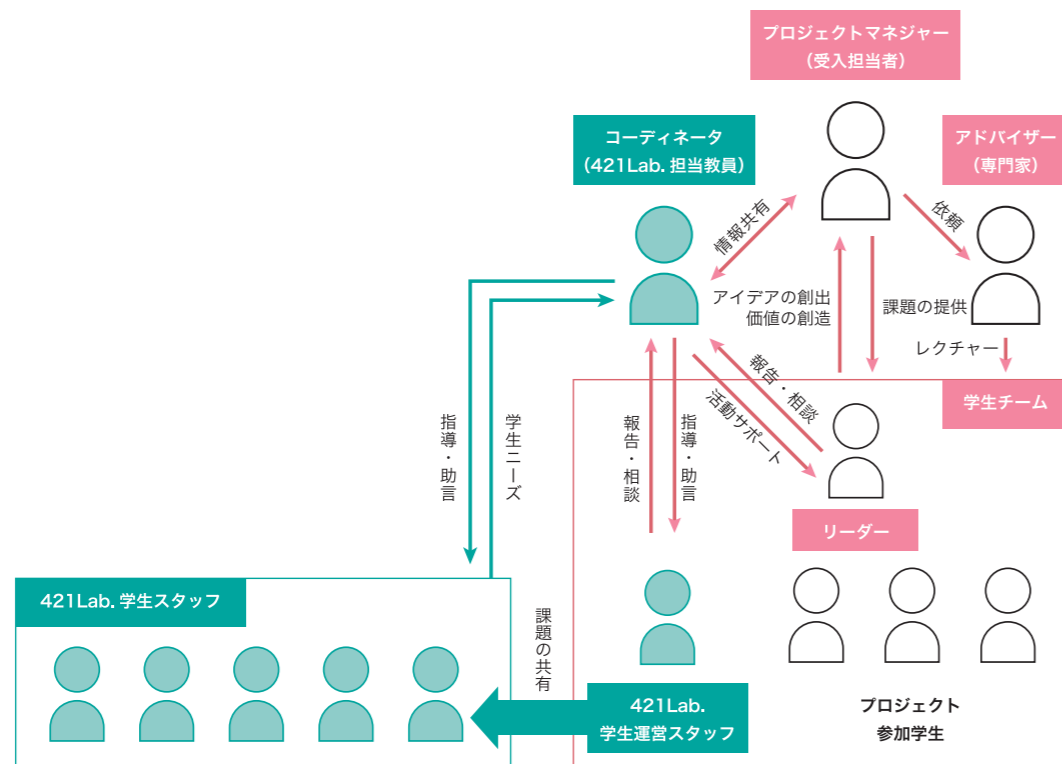 プロジェクトマネジャー
（受入担当者）
コーディネータ
（421Lab. 担当教員）
アドバイザー
（専門家）
情報共有
依頼
アイデアの創出
価値の創造
課題の提供
レクチャー
学生チーム
報告・相談
活動サポート
指導・助言
学生ニーズ
報告・相談
指導・助言
リーダー
421Lab. 学生スタッフ
課題の共有
421Lab.
学生運営スタッフ
プロジェクト
参加学生